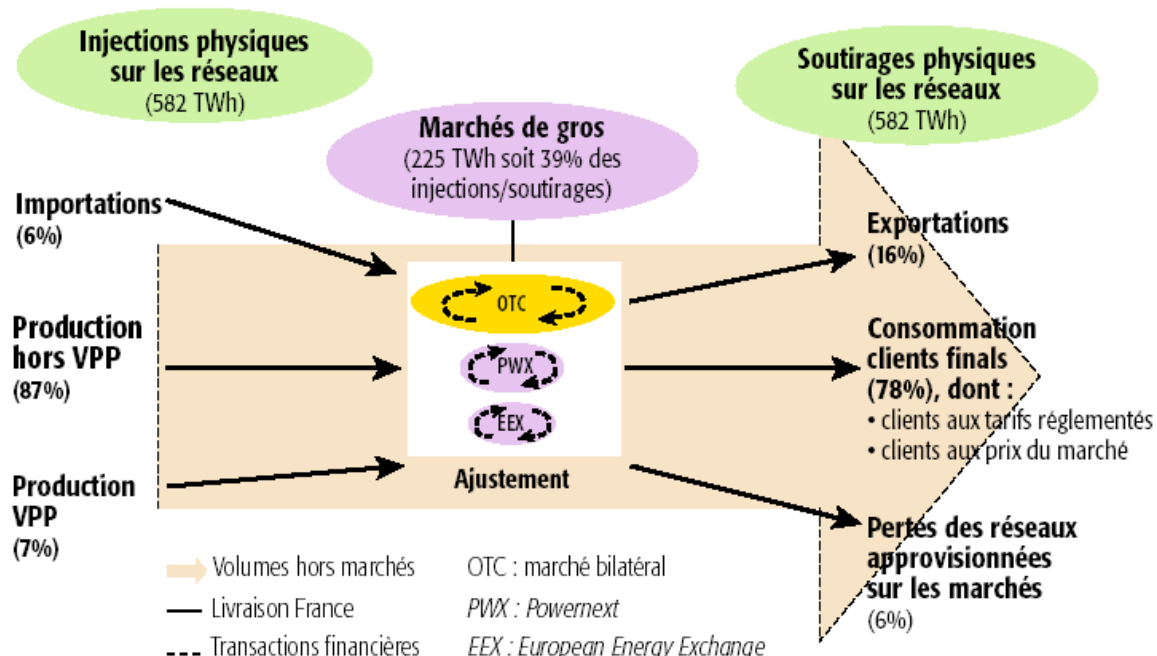 Injections physiques
sur les réseaux
(582 TWh)
Soutirages physiques
sur les réseaux
(582 TWh)
Marchés de gros
(225 TWh soit 39% des
injections/soutirages)
Importations
(6%)
Production
hors VPP
(87%)
Production
VPP
(7%)
OTC
PWX
EEX
Ajustement
Exportations
(16%)
Consommation
clients finals
(78%), dont :
• clients aux tarifs réglementés
• clients aux prix du marché
Pertes des réseaux
approvisionnées
sur les marchés
(6%)
Volumes hors marchés
Livraison France
Transactions financières
OTC : marché bilatéral
PWX : Powernext
EEX : European Energy Exchange